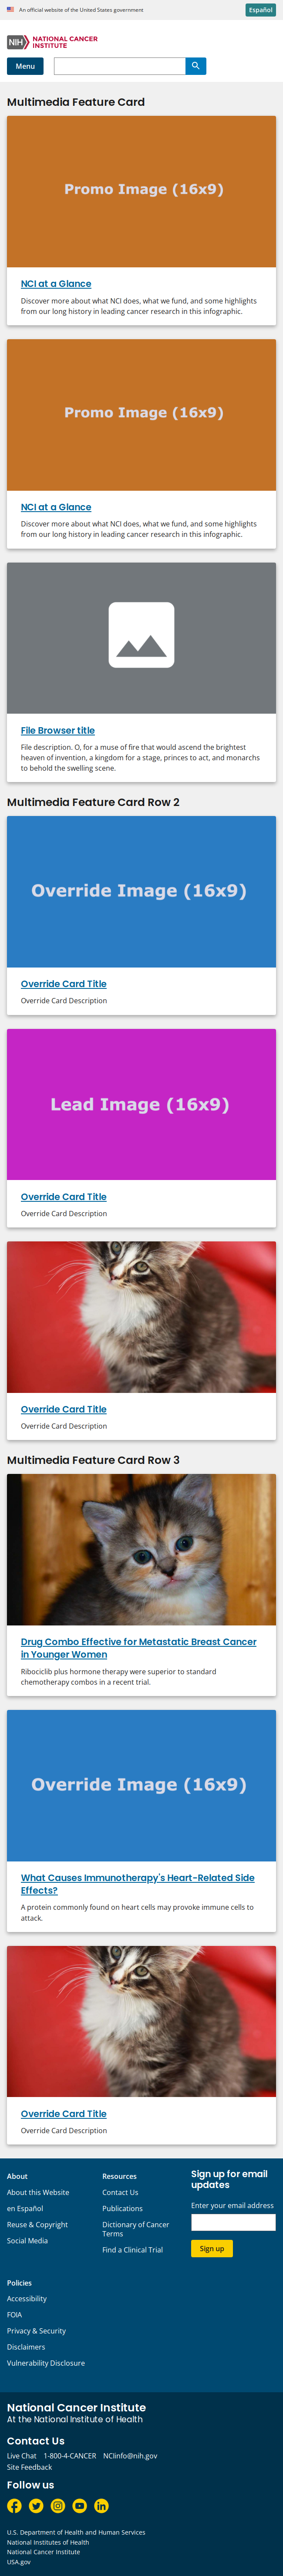 An official website of the United States government
Español
NIH NATIONAL CANCER
INSTITUTE
Menu
Multimedia Feature Card
Promo Image (16x9)
NCI at a Glance
Discover more about what NCI does, what we fund, and some highlights
from our long history in leading cancer research in this infographic.
Promo Image (16x9)
NCI at a Glance
Discover more about what NCI does, what we fund, and some highlights
from our long history in leading cancer research in this infographic.
File Browser title
File description. O, for a muse of fire that would ascend the brightest
heaven of invention, a kingdom for a stage, princes to act, and monarchs
to behold the swelling scene.
Multimedia Feature Card Row 2
Override Image (16x9)
Override Card Title
Override Card Description
Lead Image (16x9)
Override Card Title
Override Card Description
Override Card Title
Override Card Description
Multimedia Feature Card Row 3
Drug Combo Effective for Metastatic Breast Cancer
in Younger Women
Ribociclib plus hormone therapy were superior to standard
chemotherapy combos in a recent trial.
Override Image (16x9)
What Causes Immunotherapy's Heart-Related Side
Effects?
A protein commonly found on heart cells may provoke immune cells to
attack.
Override Card Title
Override Card Description
About
About this Website
en Español
Reuse & Copyright
Social Media
Resources
Contact Us
Publications
Dictionary of Cancer
Terms
Find a Clinical Trial
Sign up for email
updates
Enter your email address
Sign up
Policies
Accessibility
FOIA
Privacy & Security
Disclaimers
Vulnerability Disclosure
National Cancer Institute
At the National Institute of Health
Contact Us
Live Chat 1-800-4-CANCER NCIinfo@nih.gov
Site Feedback
Follow us
U.S. Department of Health and Human Services
National Institutes of Health
National Cancer Institute
USA.gov